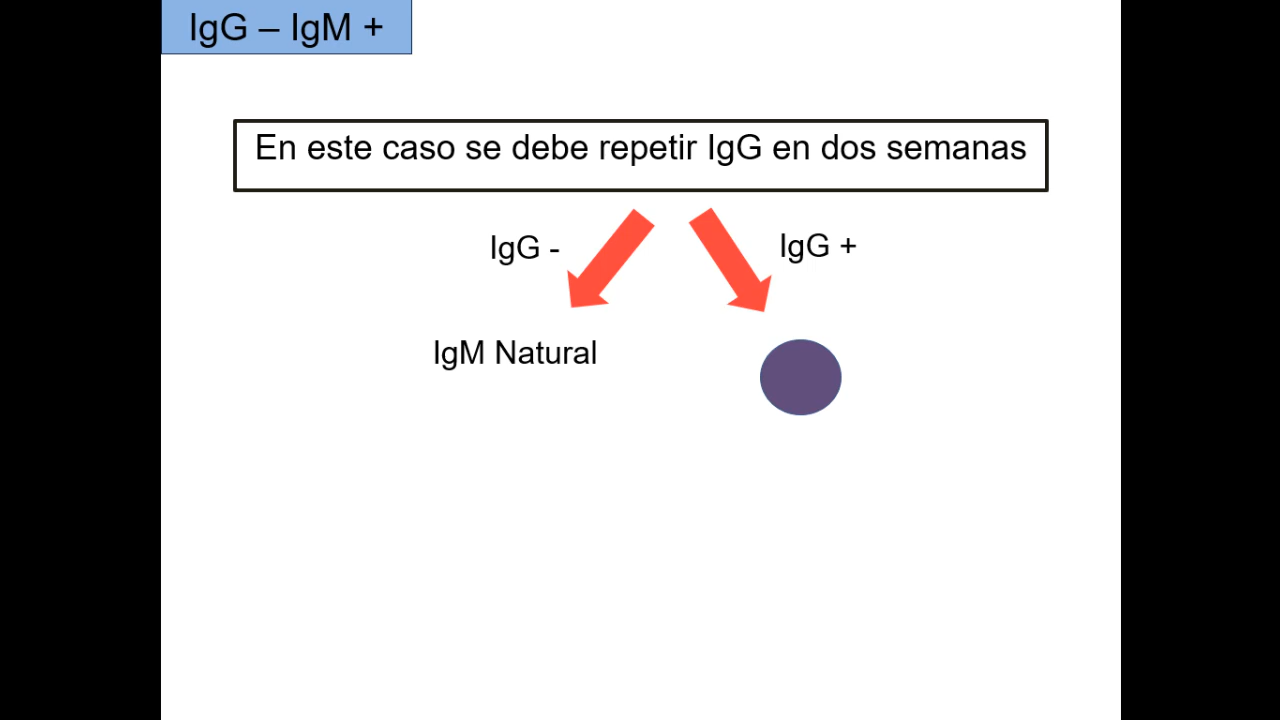 IgG – IgM +
En este caso se debe repetir IgG en dos semanas
IgG -
IgG +
IgM Natural